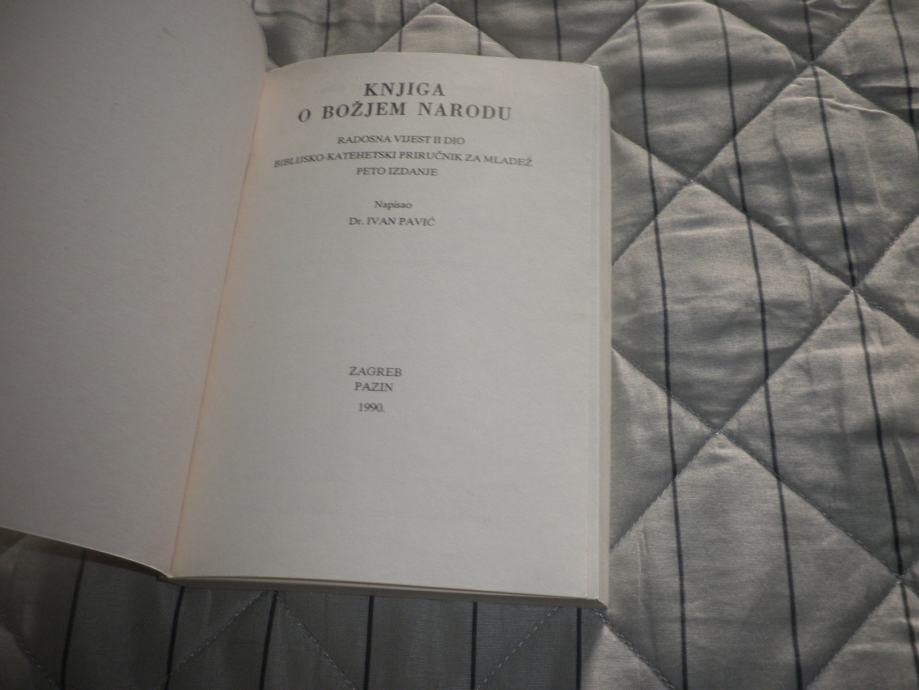 KNJIGA
O BOŽJEM NARODU
RADOSNA VIJEST II DIO
BIBLIJSKO-KATEHETSKI PRIRUČNIK ZA MLADEŽ
PETO IZDANJE
Napisao
Dr. IVAN PAVIĆ
ZAGREB
PAZIN
1990.